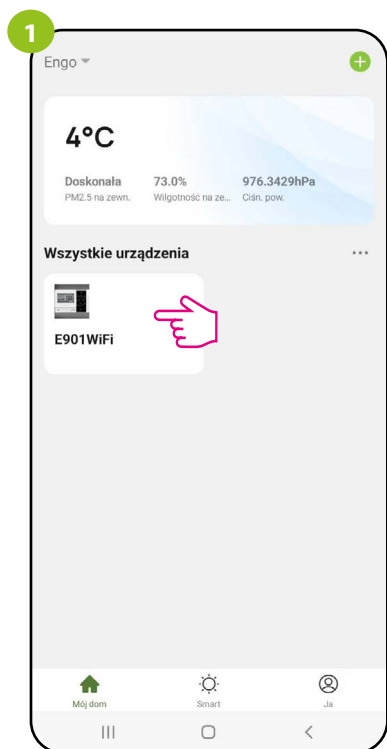 1
Engo
4°C
Doskonała 73.0% 976.3429hPa
PM2.5 na zewn. Wilgotność na ze... Ciśn. pow.
Wszystkie urządzenia
E901WiFi
Mój dom Smart Ja